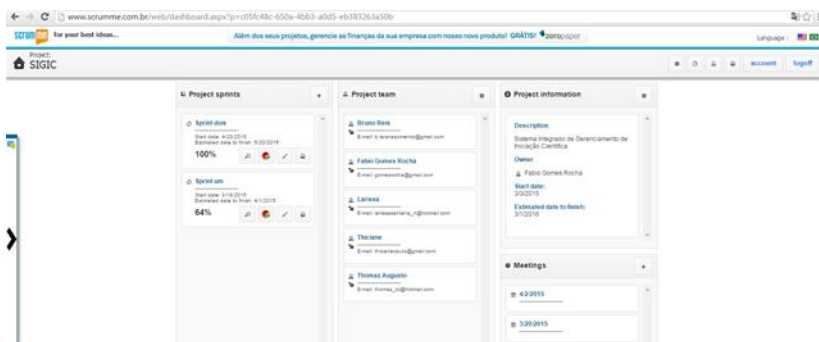 www.scrumme.com.br/web/dashboard.aspx?p=c05fc48c-650a-4bb3-a0d5-eb383263a50b
scrum me for your best ideas...
Além dos seus projetos, gerencie as finanças da sua empresa com nosso novo produto! GRÁTIS! zeropaper
Language:
Project:
SIGIC
account
logoff
Project sprints
+
Sprint dois
Start date: 4/20/2015
Estimated date to finish: 5/20/2015
100%
Sprint um
Start date: 3/16/2015
Estimated date to finish: 4/1/2015
64%
Project team
Bruno Reis
Fabio Gomes Rocha
E-mail: gomesrocha@gmail.com
Larissa
Thiciane
Thomas Augusto
Project information
Description
Sistema Integrado de Gerenciamento de
Iniciação Científica
Owner
Fabio Gomes Rocha
Start date:
3/3/2015
Estimated date to finish:
3/1/2016
Meetings
+
4/2/2015
3/20/2015